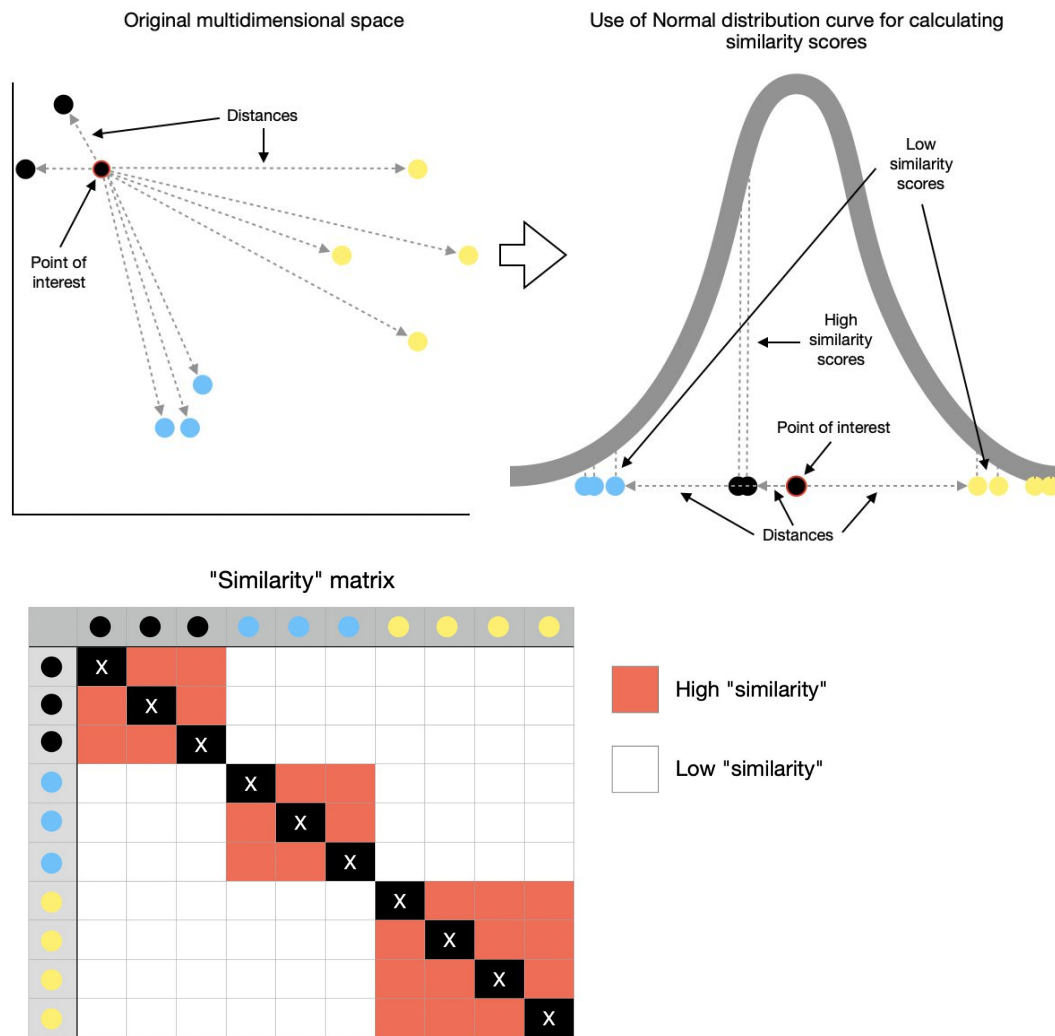 Original multidimensional space
Use of Normal distribution curve for calculating
similarity scores
Distances
Point of
interest
Low
similarity
scores
High
similarity
scores
Point of interest
Distances
"Similarity" matrix
X
X
X
X
X
X
X
X
X
X
High "similarity"
Low "similarity"